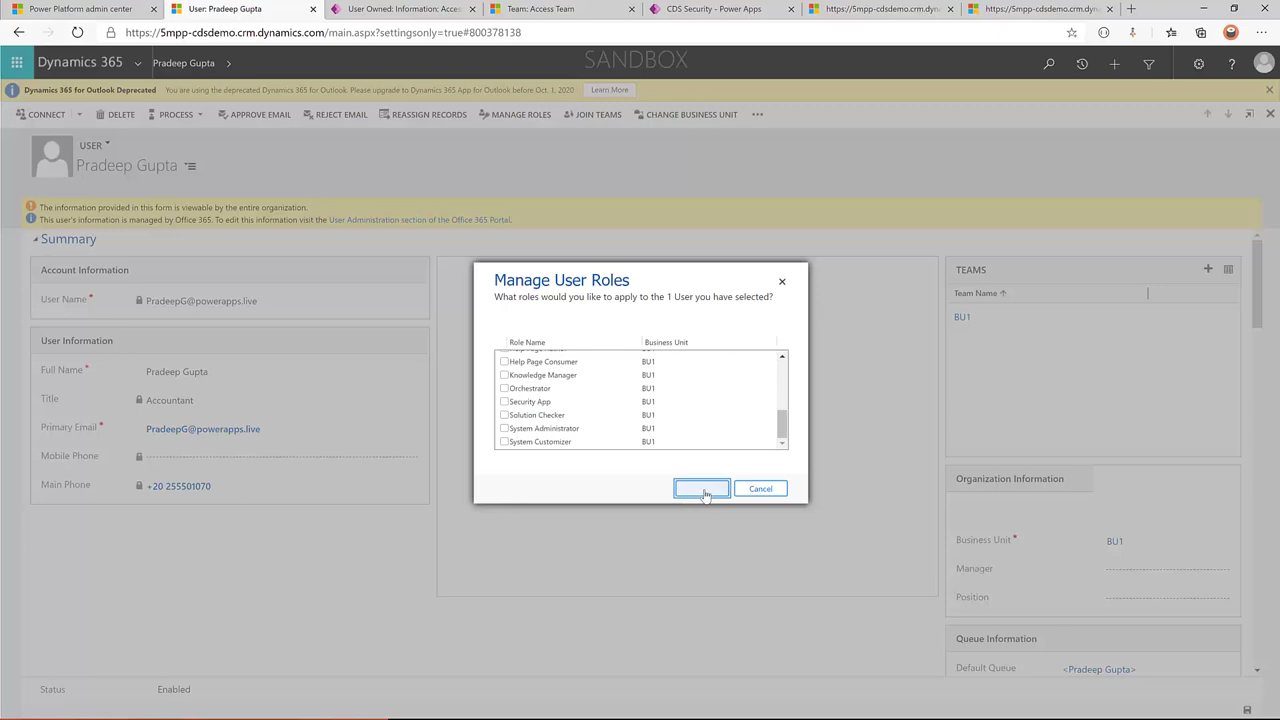 Power Platform admin center
User: Pradeep Gupta
User Owned: Information: Acces
Team: Access Team
CDS Security - Power Apps
https://5mpp-cdsdemo.crm.dynam
https://5mpp-cdsdemo.crm.dynam
https://5mpp-cdsdemo.crm.dynamics.com/main.aspx?settingsonly=true#800378138
Dynamics 365
Pradeep Gupta
SANDBOX
Dynamics 365 for Outlook Deprecated You are using the deprecated Dynamics 365 for Outlook. Please upgrade to Dynamics 365 App for Outlook before Oct. 1, 2020 Learn More
CONNECT DELETE PROCESS APPROVE EMAIL REJECT EMAIL REASSIGN RECORDS MANAGE ROLES JOIN TEAMS CHANGE BUSINESS UNIT •••
USER
Pradeep Gupta
The information provided in this form is viewable by the entire organization.
This user's information is managed by Office 365. To edit this information visit the User Administration section of the Office 365 Portal.
Summary
Account Information
User Name* PradeepG@powerapps.live
User Information
Full Name* Pradeep Gupta
Title Accountant
Primary Email* PradeepG@powerapps.live
Mobile Phone
Main Phone +20 255501070
Manage User Roles
What roles would you like to apply to the 1 User you have selected?
Role Name Business Unit
Help Page Consumer BU1
Knowledge Manager BU1
Orchestrator BU1
Security App BU1
Solution Checker BU1
System Administrator BU1
System Customizer BU1
Cancel
TEAMS
Team Name
BU1
Organization Information
Business Unit* BU1
Manager
Position
Queue Information
Default Queue <Pradeep Gupta>
Status Enabled